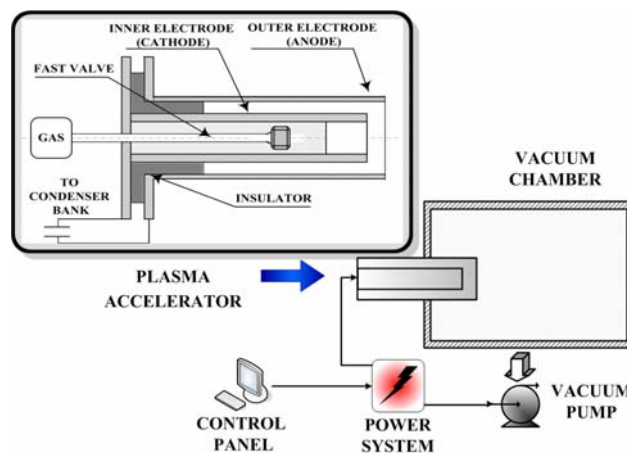 INNER ELECTRODE
(CATHODE)
OUTER ELECTRODE
(ANODE)
FAST VALVE
GAS
TO
CONDENSER
BANK
INSULATOR
VACUUM
CHAMBER
PLASMA
ACCELERATOR
CONTROL
PANEL
POWER
SYSTEM
VACUUM
PUMP